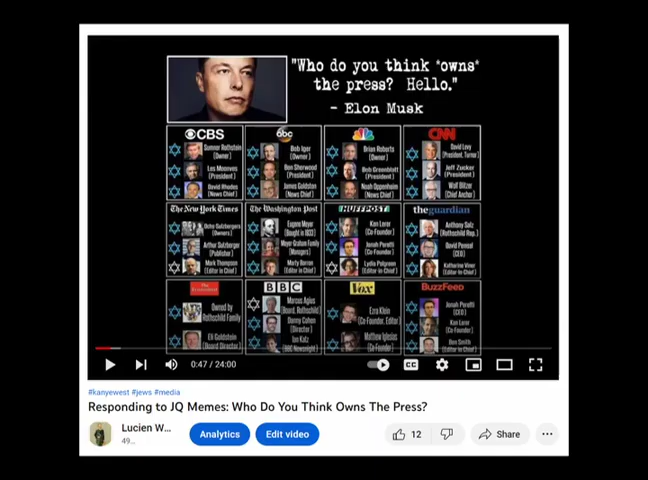 "Who do you think *owns*
the press? Hello."
- Elon Musk
CBS
abc
CNN
Sumner Rothstein
(Owner)
Les Moonves
(President)
David Rhodes
(News Chief)
Bob Iger
(Owner)
Ben Sherwood
(President)
James Goldston
(News Chief)
Brian Roberts
(Owner)
Bob Greenblatt
(President)
Noah Oppenheim
(News Chief)
David Levy
(President, Turner)
Jeff Zucker
(President)
Wolf Blitzer
(Chief Anchor)
The New York Times
The Washington Post
HUFFPOST
theguardian
Ochs Sulzbergers
(Owners)
Arthur Sulzberger
(Publisher)
Mark Thompson
(Editor in Chief)
Eugene Meyer
(Bought in 1933)
Meyer Graham Family
(Managers)
Marty Barron
(Editor in Chief)
Ken Lerer
(Co-Founder)
Jonah Peretti
(Co-Founder)
Lydia Polgreen
(Editor in Chief)
Anthony Salz
(Rothschild Rep.)
David Pemsel
(CEO)
Katharine Viner
(Editor-in-Chief)
The Economist
BBC
Vox
BuzzFeed
Owned by
Rothschild Family
Eli Goldstein
(Board Director)
Marcus Agius
(Board, Rothschild)
Danny Cohen
(Director)
Ian Katz
(BBC Newsnight)
Ezra Klein
(Co-Founder, Editor)
Matthew Yglesias
(Co-Founder)
Jonah Peretti
(CEO)
Ken Lerer
(Co-Founder)
Ben Smith
(Editor in Chief)
0:47 / 24:00
CC
#kanyewest #jews #media
Responding to JQ Memes: Who Do You Think Owns The Press?
Lucien W...
49...
Analytics
Edit video
12
Share